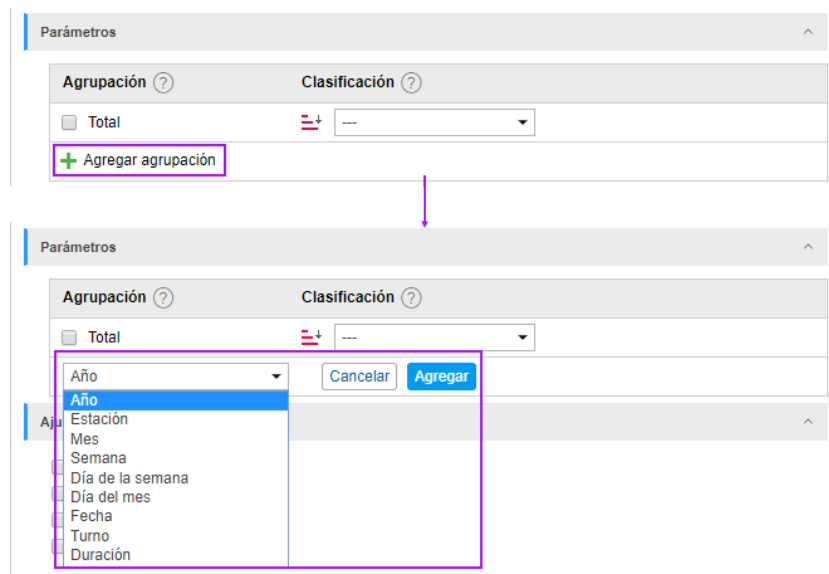 Parámetros
Agrupación ? Clasificación ?
Total ---
Agregar agrupación
Parámetros
Agrupación ? Clasificación ?
Total ---
Año Cancelar Agregar
Año
Aju
Estación
Mes
Semana
Día de la semana
Día del mes
Fecha
Turno
Duración